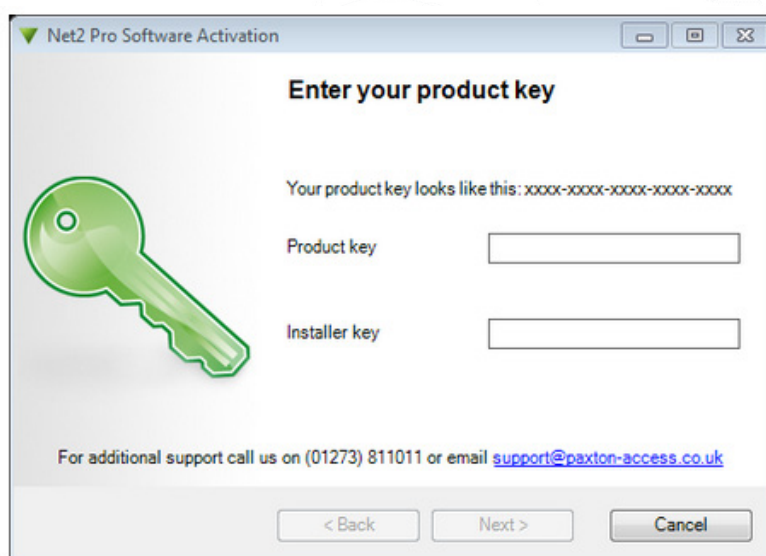 Net2 Pro Software Activation
Enter your product key
Your product key looks like this: xxxx-xxxx-xxxx-xxxx-xxxx
Product key
Installer key
For additional support call us on (01273) 811011 or email support@paxton-access.co.uk
< Back Next > Cancel